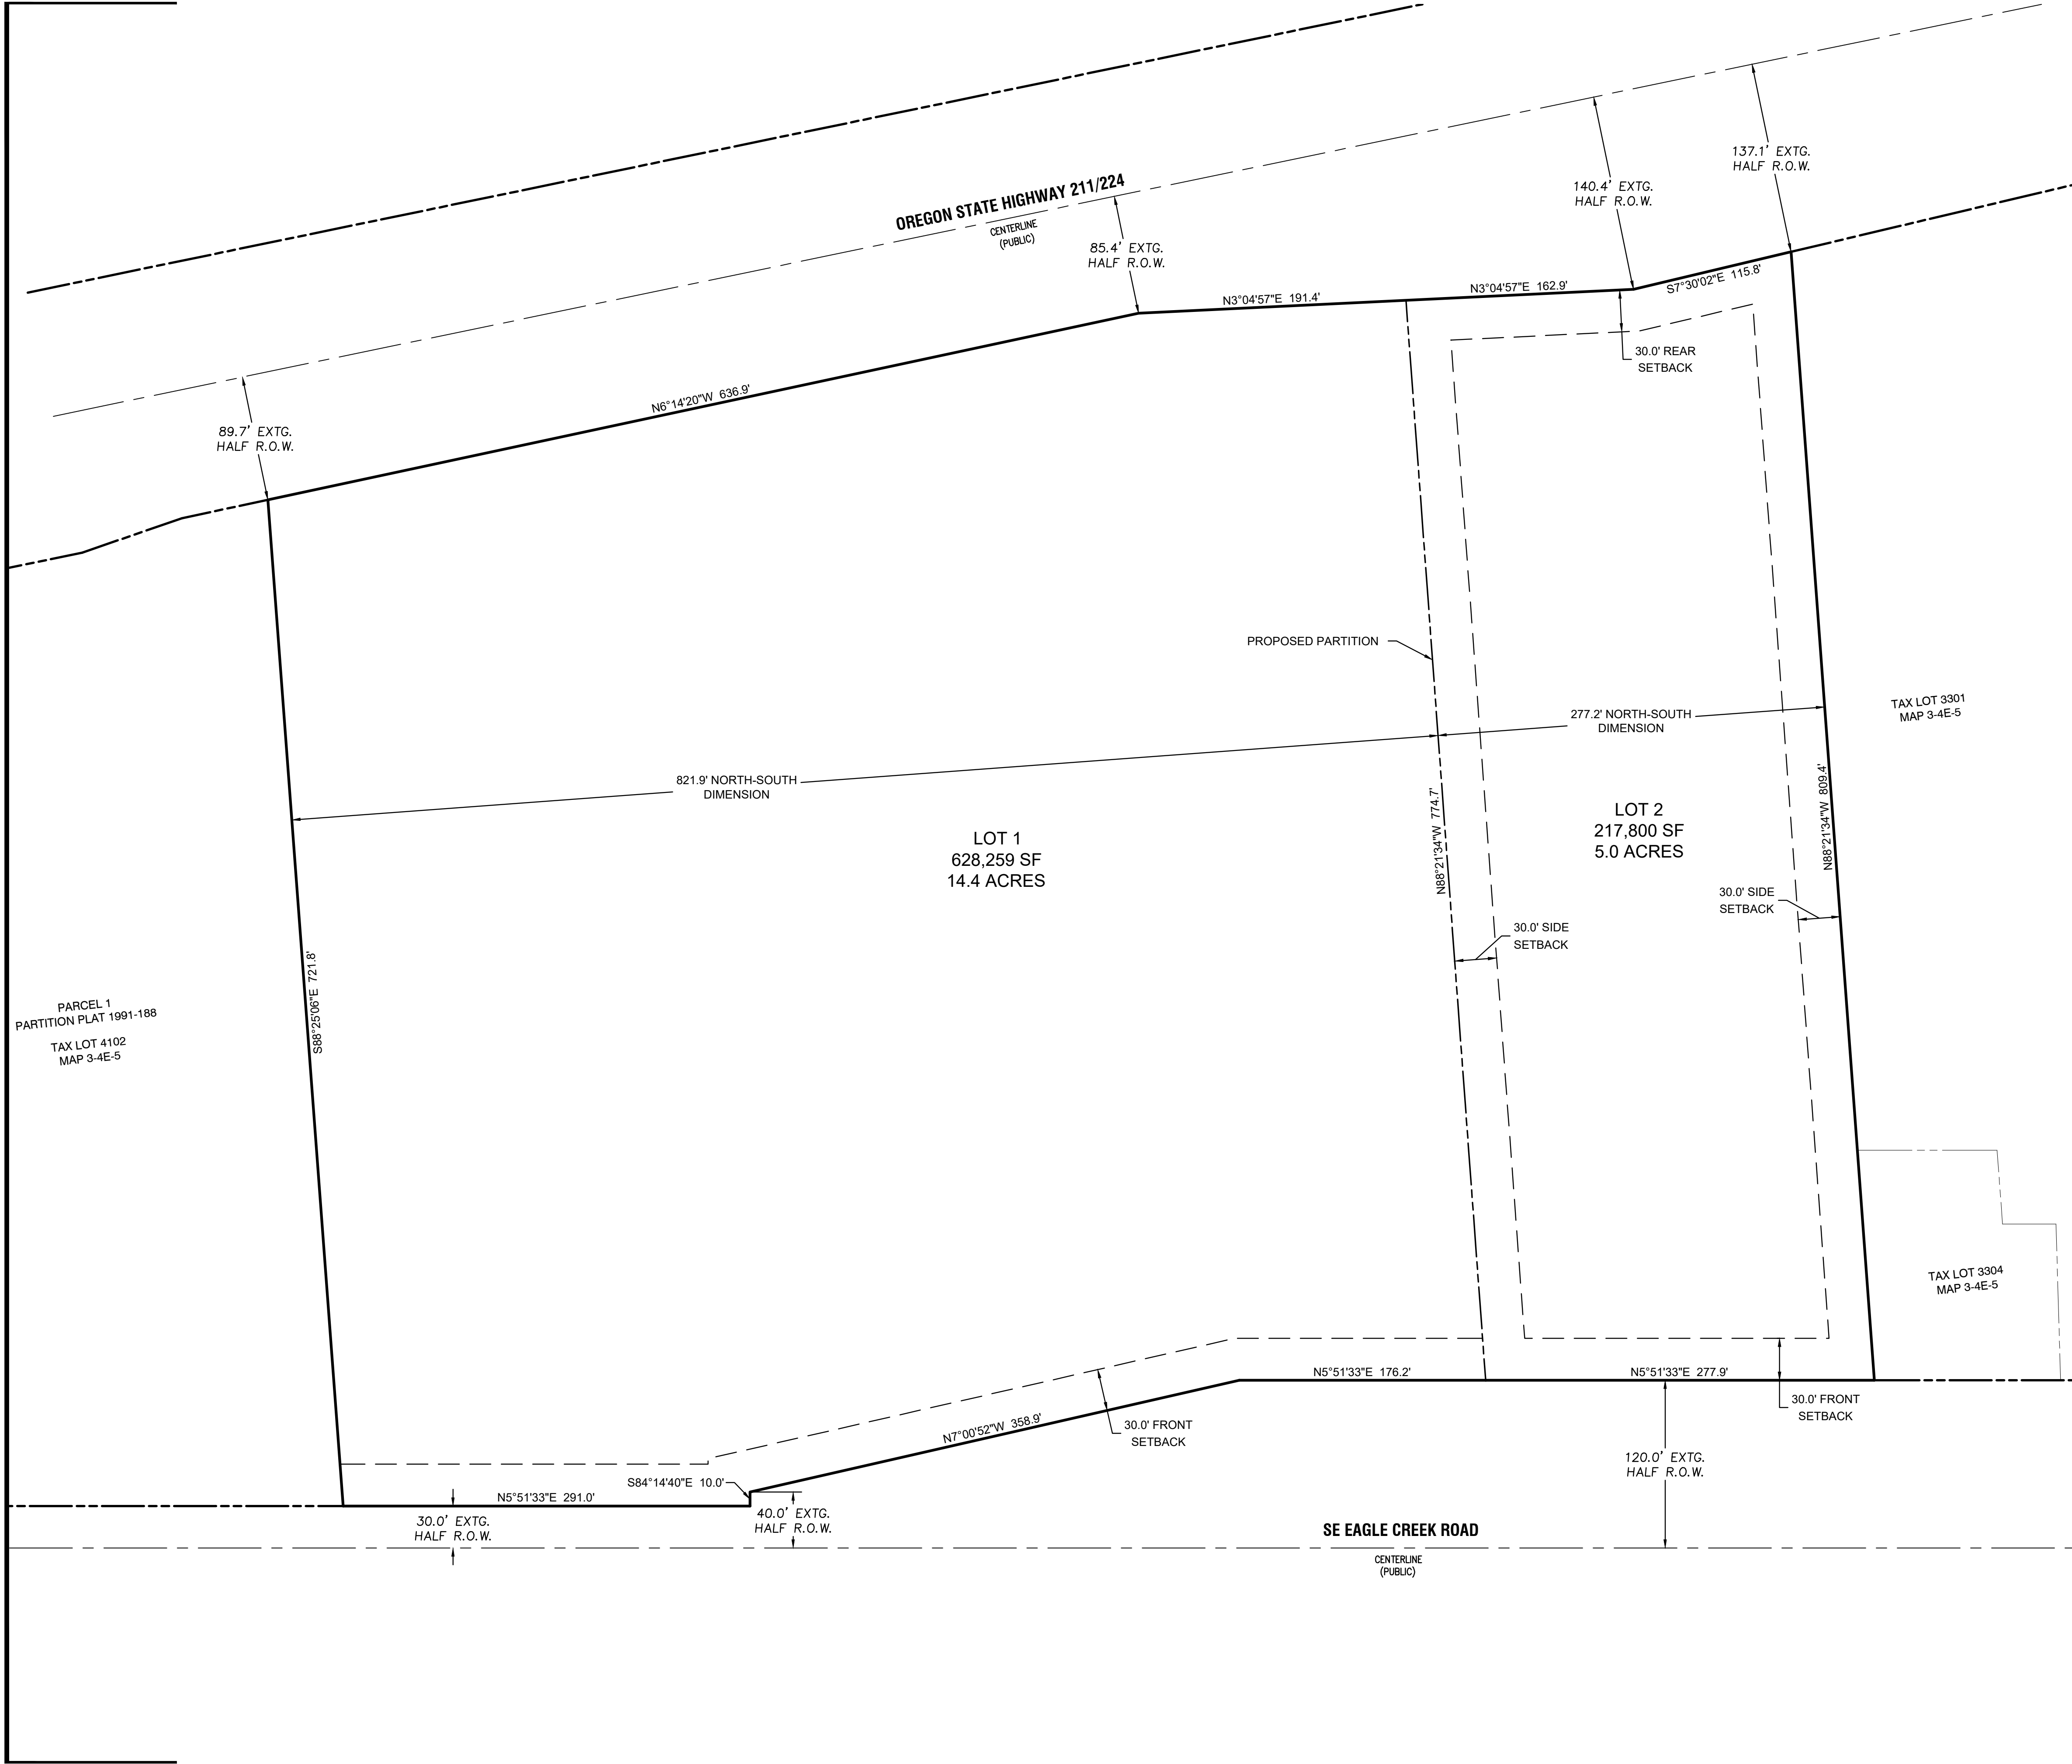 137.1' EXTG.
HALF R.O.W.
140.4' EXTG.
HALF R.O.W.
OREGON STATE HIGHWAY 211/224
CENTERLINE
(PUBLIC)
85.4' EXTG.
HALF R.O.W.
S7°30'02"E 115.8'
N3°04'57"E 191.4'
N3°04'57"E 162.9'
30.0' REAR
SETBACK
N6°14'20"W 636.9'
89.7' EXTG.
HALF R.O.W.
PROPOSED PARTITION
TAX LOT 3301
MAP 3-4E-5
277.2' NORTH-SOUTH
DIMENSION
821.9' NORTH-SOUTH
DIMENSION
N88°21'34"W 774.7'
N88°21'34"W 809.4'
LOT 1
628,259 SF
14.4 ACRES
LOT 2
217,800 SF
5.0 ACRES
30.0' SIDE
SETBACK
30.0' SIDE
SETBACK
S88°25'06"E 721.8'
PARCEL 1
PARTITION PLAT 1991-188
TAX LOT 4102
MAP 3-4E-5
TAX LOT 3304
MAP 3-4E-5
N5°51'33"E 176.2'
N5°51'33"E 277.9'
30.0' FRONT
SETBACK
N7°00'52"W 358.9'
30.0' FRONT
SETBACK
120.0' EXTG.
HALF R.O.W.
S84°14'40"E 10.0'
N5°51'33"E 291.0'
30.0' EXTG.
HALF R.O.W.
40.0' EXTG.
HALF R.O.W.
SE EAGLE CREEK ROAD
CENTERLINE
(PUBLIC)